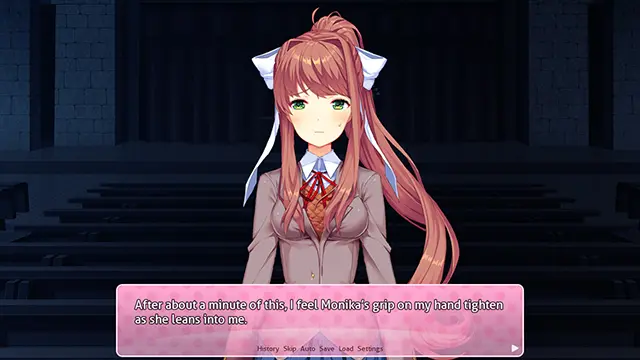 After about a minute of this, I feel Monika's grip on my hand tighten
as she leans into me.
History Skip Auto Save Load Settings